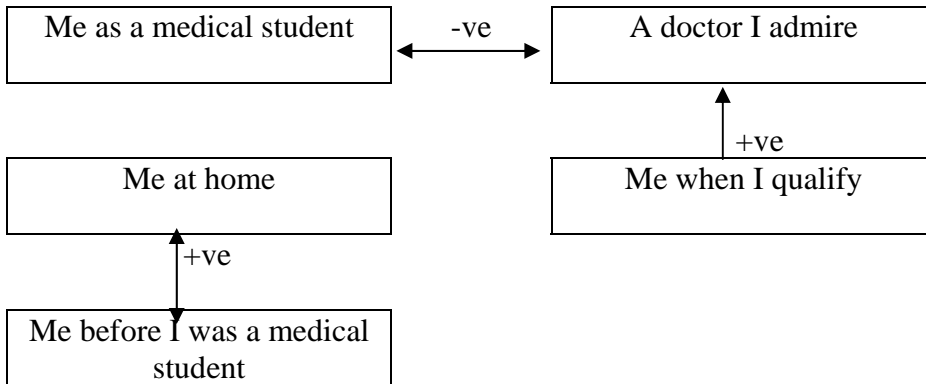 Me as a medical student
-ve
A doctor I admire
+ve
Me at home
Me when I qualify
+ve
Me before I was a medical
student